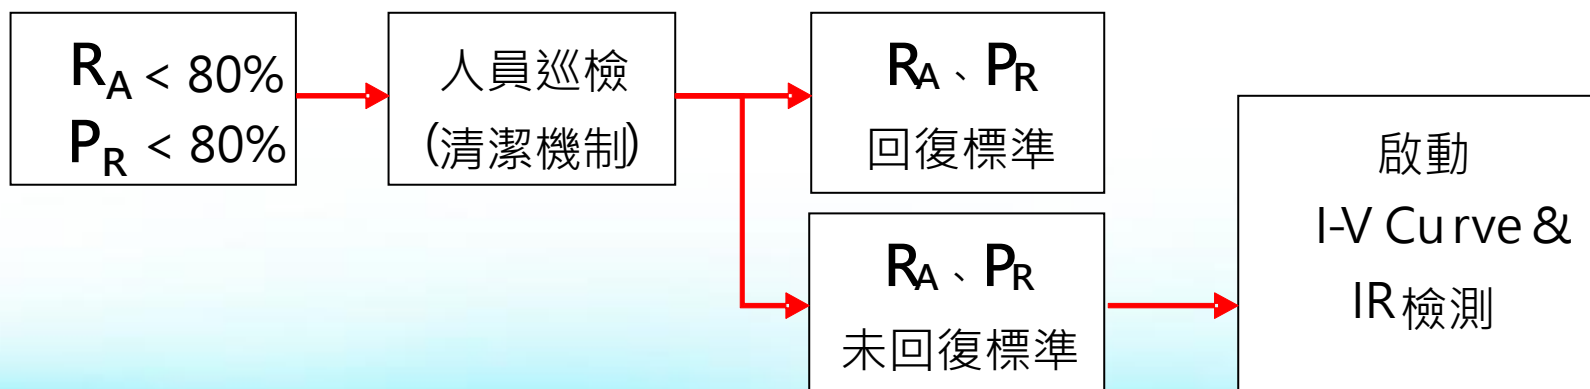 RA < 80%
PR < 80%
人員巡檢
(清潔機制)
RA、PR
回復標準
RA、PR
未回復標準
啟動
I-V Curve &
IR檢測